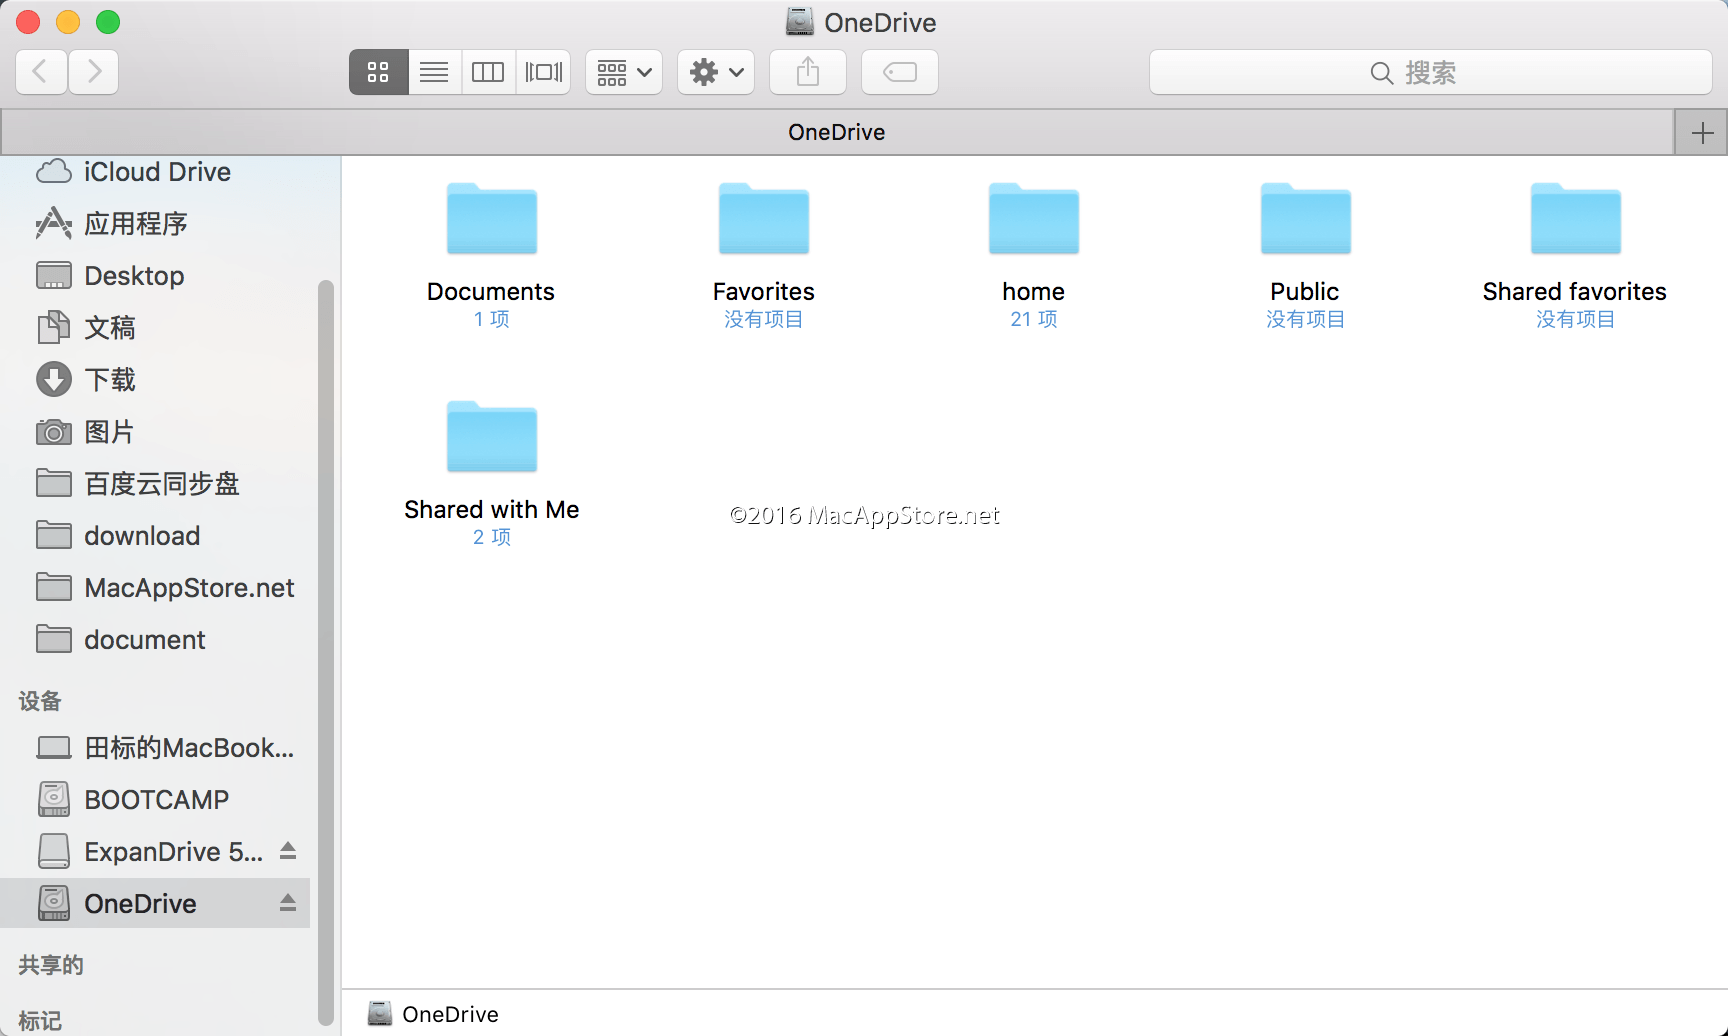 OneDrive
搜索
OneDrive
iCloud Drive
应用程序
Desktop
文稿
下载
图片
百度云同步盘
download
MacAppStore.net
document
设备
田标的MacBook...
BOOTCAMP
ExpanDrive 5...
OneDrive
共享的
标记
Documents
1 项
Favorites
没有项目
home
21 项
Public
没有项目
Shared favorites
没有项目
Shared with Me
2 项
©2016 MacAppStore.net
OneDrive